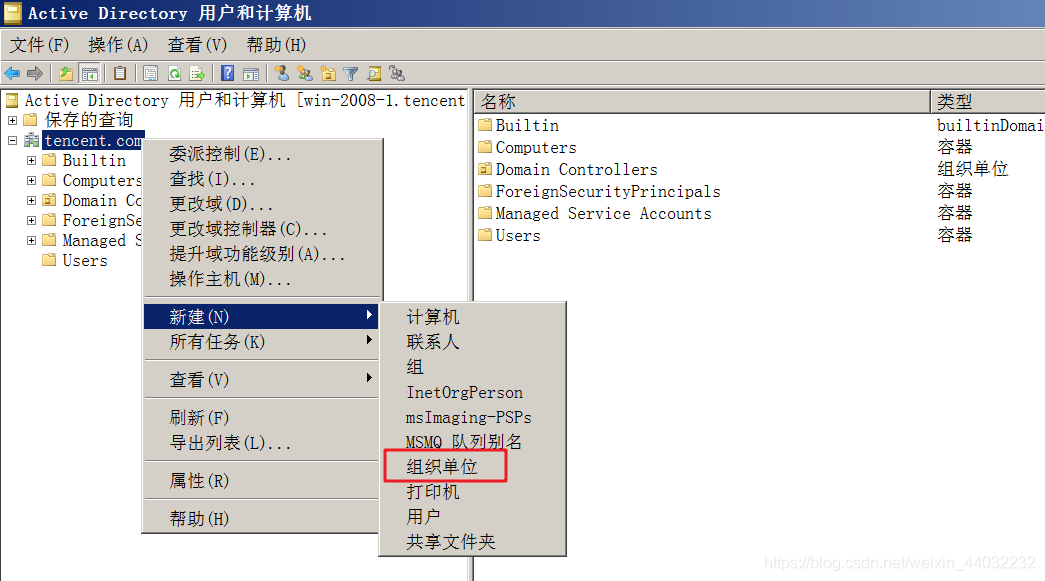 Active Directory 用户和计算机
文件(F) 操作(A) 查看(V) 帮助(H)
Active Directory 用户和计算机 [win-2008-1.tencent
保存的查询
tencent.com
Builtin
Computers
Domain Co
ForeignSe
Managed S
Users
委派控制(E)...
查找(I)...
更改域(D)...
更改域控制器(C)...
提升域功能级别(A)...
操作主机(M)...
新建(N)
所有任务(K)
查看(V)
刷新(F)
导出列表(L)...
属性(R)
帮助(H)
计算机
联系人
组
InetOrgPerson
msImaging-PSPs
MSMQ 队列别名
组织单位
打印机
用户
共享文件夹
名称 类型
Builtin builtinDomai
Computers 容器
Domain Controllers 组织单位
ForeignSecurityPrincipals 容器
Managed Service Accounts 容器
Users 容器
https://blog.csdn.net/weixin_44032232